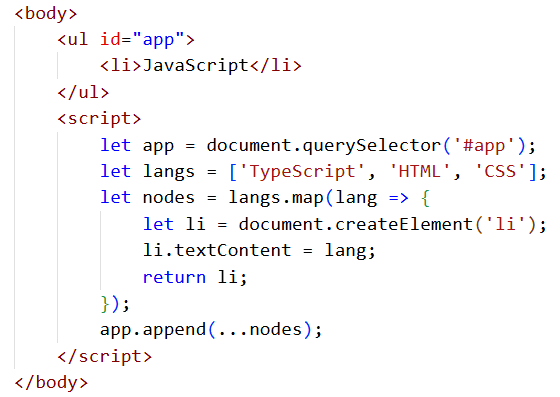 <body>
    <ul id="app">
        <li>JavaScript</li>
    </ul>
    <script>
        let app = document.querySelector('#app');
        let langs = ['TypeScript', 'HTML', 'CSS'];
        let nodes = langs.map(lang => {
            let li = document.createElement('li');
            li.textContent = lang;
            return li;
        });
        app.append(...nodes);
    </script>
</body>